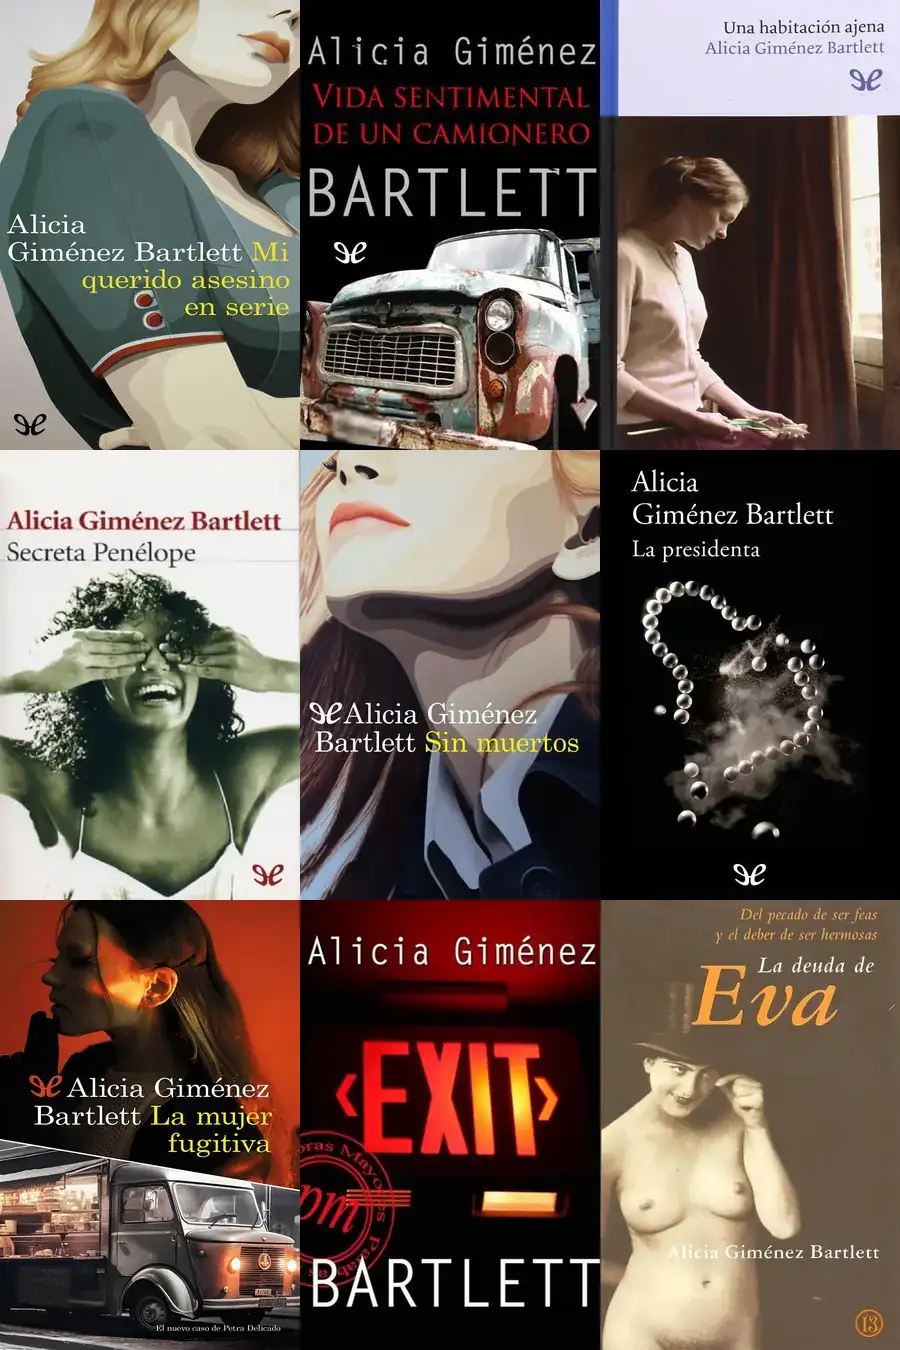 Alicia
Giménez Bartlett Mi
querido asesino
en serie
Alicia Giménez
VIDA SENTIMENTAL
DE UN CAMIONERO
BARTLETT
Una habitación ajena
Alicia Giménez Bartlett
Alicia Giménez Bartlett
Secreta Penélope
Alicia Giménez
Bartlett Sin muertos
Alicia
Giménez Bartlett
La presidenta
Alicia Giménez
Bartlett La mujer
fugitiva
El nuevo caso de Petra Delicado
Alicia Giménez
EXIT
pm
BARTLETT
Del pecado de ser feas
y el deber de ser hermosas
La deuda de
Eva
Alicia Giménez Bartlett
13